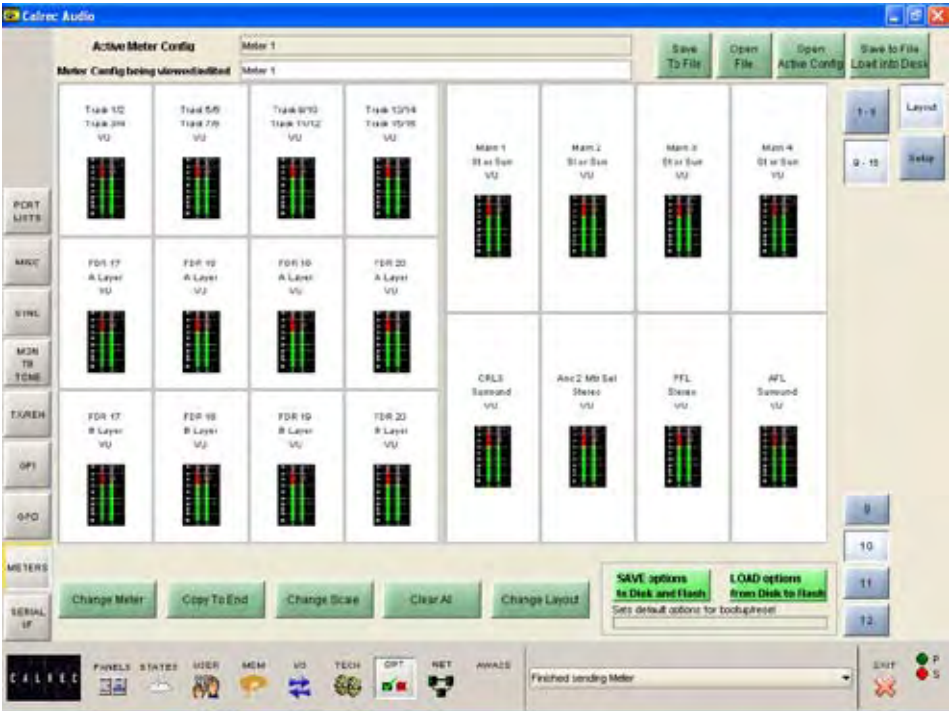 Calrec Audio
Active Meter Config
Meter 1
Meter Config being viewed/edited
Meter 1
Save To File
Open File
Open Active Config
Save to File Load into Desk
Track 1/2
Track 3/4
VU
Track 5/6
Track 7/8
VU
Track 9/10
Track 11/12
VU
Track 13/14
Track 15/16
VU
Main 1
St or Sum
VU
Main 2
St or Sum
VU
Main 3
St or Sum
VU
Main 4
St or Sum
VU
FDR 17
A Layer
VU
FDR 18
A Layer
VU
FDR 19
A Layer
VU
FDR 20
A Layer
VU
FDR 17
B Layer
VU
FDR 18
B Layer
VU
FDR 19
B Layer
VU
FDR 20
B Layer
VU
CRLS
Surround
VU
Anc 2 Mtr Sel
Stereo
VU
PFL
Stereo
VU
AFL
Surround
VU
1 - 8
Layout
9 - 15
Setup
PORT LISTS
MISC
SYNC
MON TB TONE
TX/REH
GPI
GPO
METERS
SERIAL I/F
9
10
11
12
Change Meter
Copy To End
Change Scale
Clear All
Change Layout
SAVE options to Disk and Flash
LOAD options from Disk to Flash
Sets default options for bootup/reset
CALREC
PANELS
STATES
USER
MEM
I/O
TECH
OPT
NET
AWACS
Finished sending Meter
EXIT
P
S